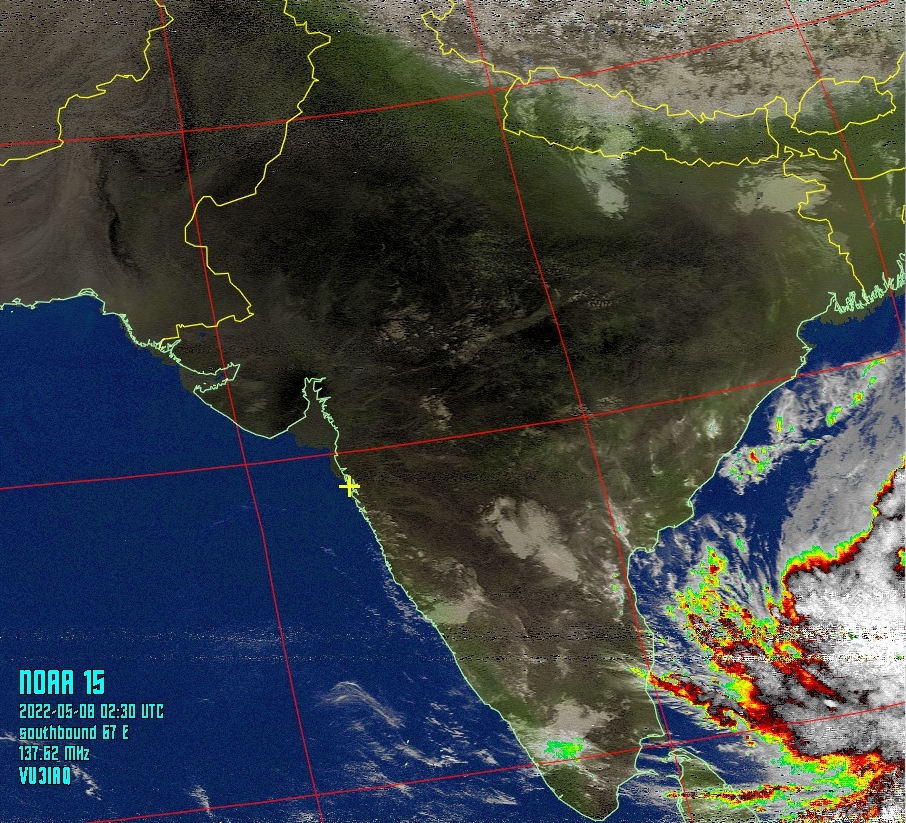 NOAA 15
2022-05-08 02:30 UTC
southbound 67 E
137.62 MHz
VU3IAQ